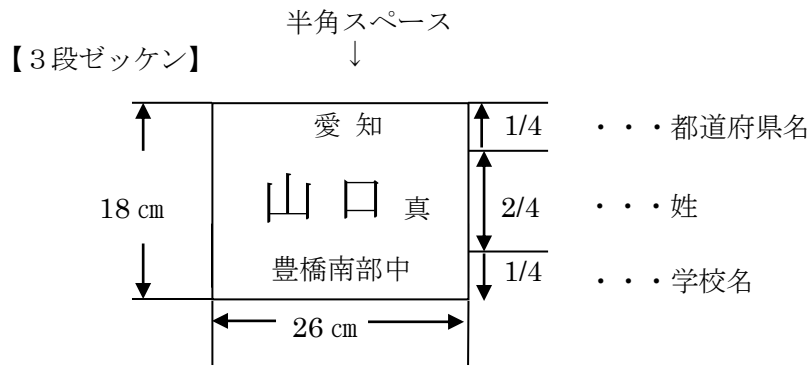 半角スペース
【３段ゼッケン】 ↓
愛 知 1/4 ・・・都道府県名
18 ㎝ 山 口 真 2/4 ・・・姓
豊橋南部中 1/4 ・・・学校名
26 ㎝